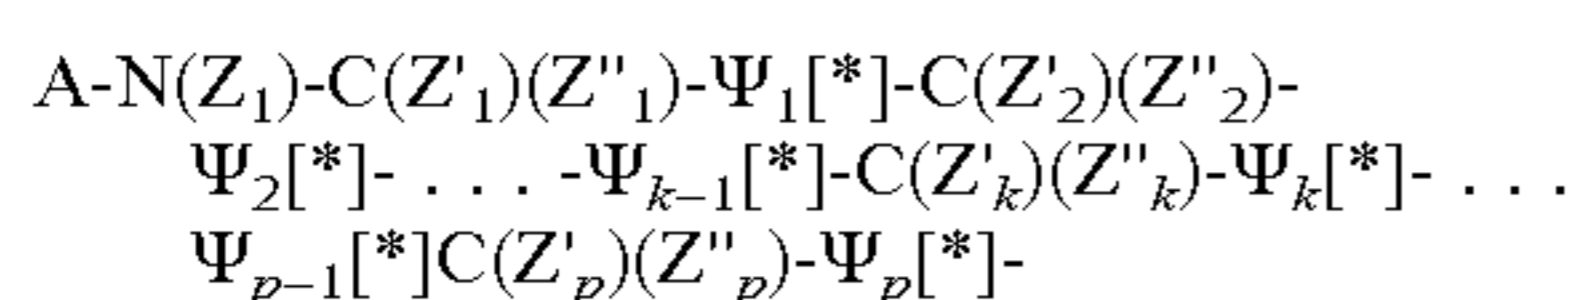 A-N(Z₁)-C(Z'₁)(Z"₁)-Ψ₁[*]-C(Z'₂)(Z"₂)-
Ψ₂[*]- . . . -Ψₖ₋₁[*]-C(Z'ₖ)(Z"ₖ)-Ψₖ[*]- . . .
Ψₚ₋₁[*]C(Z'ₚ)(Z"ₚ)-Ψₚ[*]-